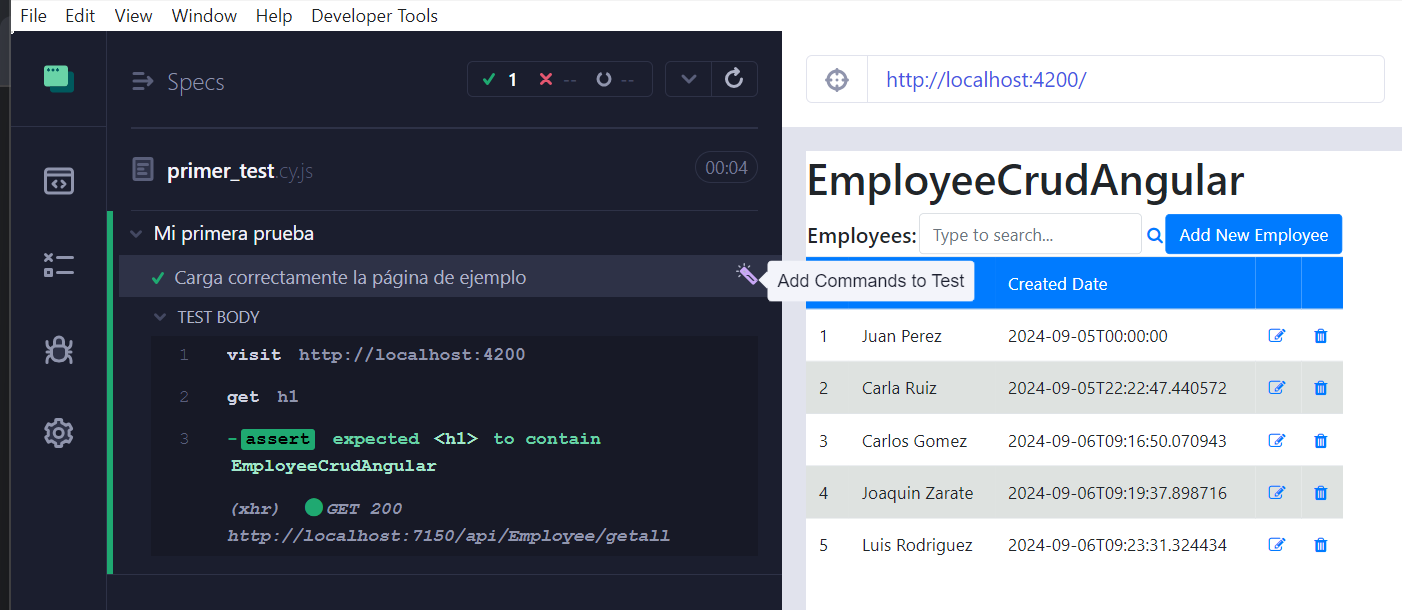 File Edit View Window Help Developer Tools
Specs
1 -- --
http://localhost:4200/
primer_test.cy.js
00:04
Mi primera prueba
Carga correctamente la página de ejemplo
Add Commands to Test
TEST BODY
1 visit http://localhost:4200
2 get h1
3 -assert expected <h1> to contain
EmployeeCrudAngular
(xhr) GET 200
http://localhost:7150/api/Employee/getall
EmployeeCrudAngular
Employees: Type to search... Add New Employee
Created Date
1 Juan Perez 2024-09-05T00:00:00
2 Carla Ruiz 2024-09-05T22:22:47.440572
3 Carlos Gomez 2024-09-06T09:16:50.070943
4 Joaquin Zarate 2024-09-06T09:19:37.898716
5 Luis Rodriguez 2024-09-06T09:23:31.324434